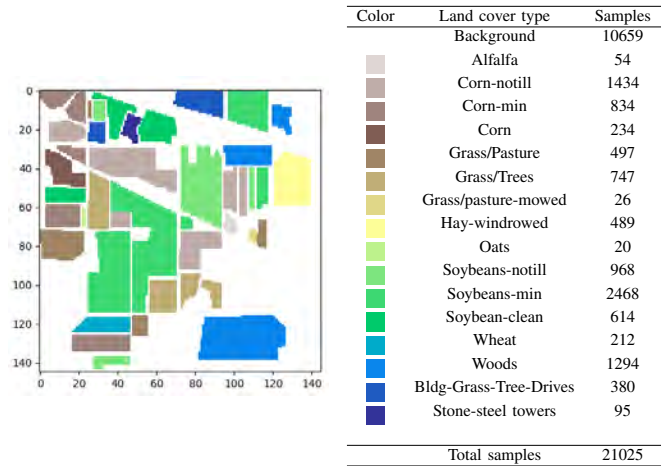 Color Land cover type Samples
Background 10659
Alfalfa 54
Corn-notill 1434
Corn-min 834
Corn 234
Grass/Pasture 497
Grass/Trees 747
Grass/pasture-mowed 26
Hay-windrowed 489
Oats 20
Soybeans-notill 968
Soybeans-min 2468
Soybean-clean 614
Wheat 212
Woods 1294
Bldg-Grass-Tree-Drives 380
Stone-steel towers 95
Total samples 21025
0
20
40
60
80
100
120
140
0 20 40 60 80 100 120 140